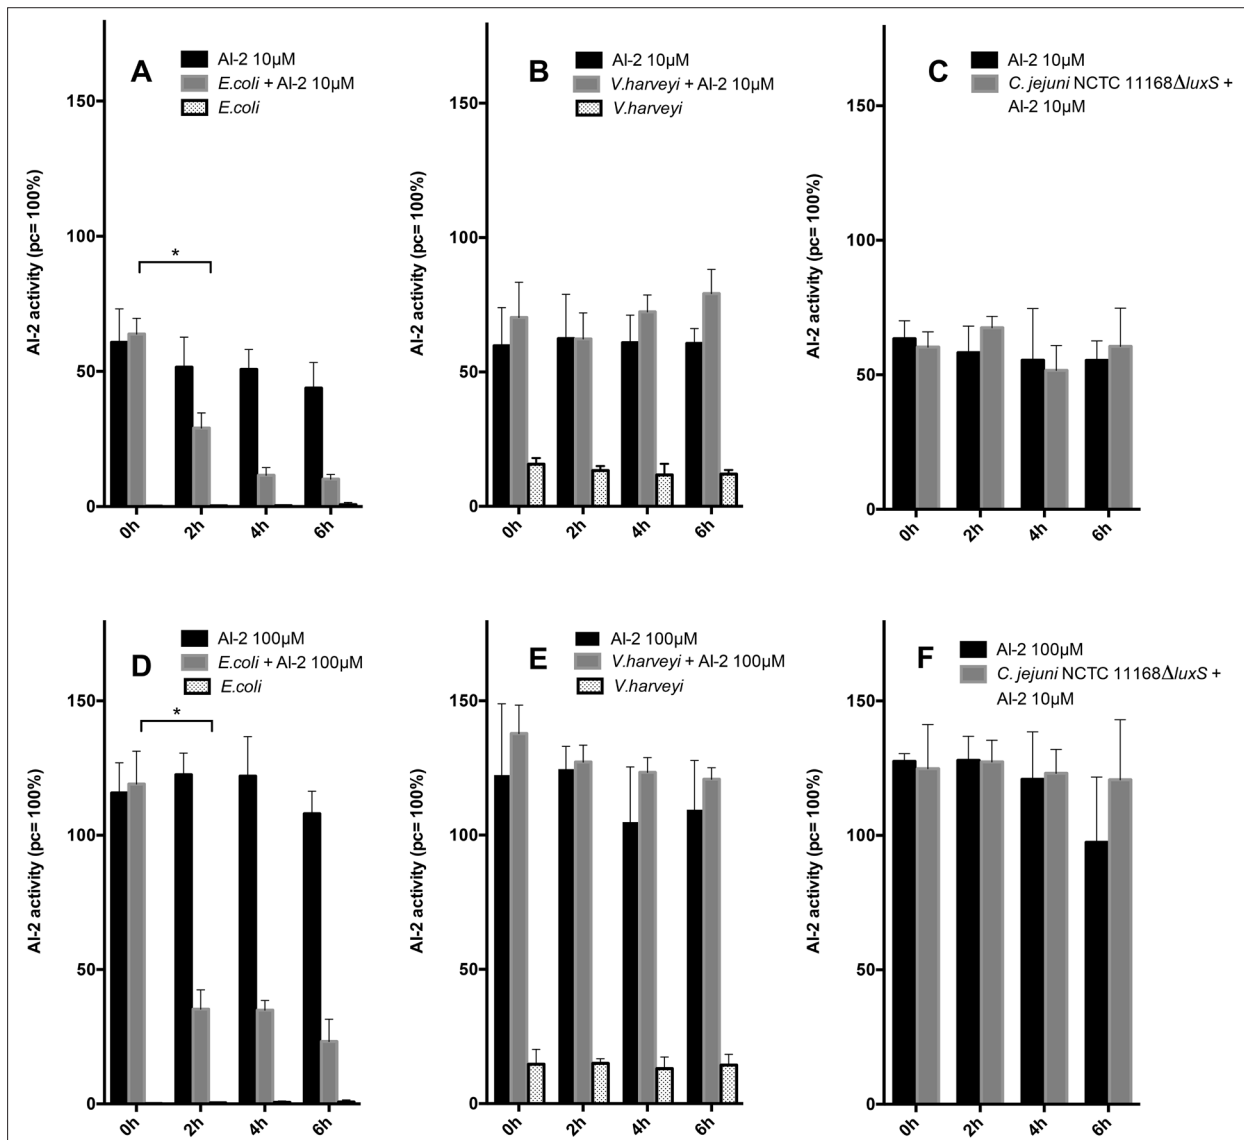 A
AI-2 10µM
E.coli + AI-2 10µM
E.coli
AI-2 activity (pc= 100%)
150
100
50
0
*
0h
2h
4h
6h
B
AI-2 10µM
V.harveyi + AI-2 10µM
V.harveyi
AI-2 activity (pc= 100%)
150
100
50
0
0h
2h
4h
6h
C
AI-2 10µM
C. jejuni NCTC 11168ΔluxS +
AI-2 10µM
AI-2 activity (pc= 100%)
150
100
50
0
0h
2h
4h
6h
D
AI-2 100µM
E.coli + AI-2 100µM
E.coli
AI-2 activity (pc= 100%)
150
100
50
0
*
0h
2h
4h
6h
E
AI-2 100µM
V.harveyi + AI-2 100µM
V.harveyi
AI-2 activity (pc= 100%)
150
100
50
0
0h
2h
4h
6h
F
AI-2 100µM
C. jejuni NCTC 11168ΔluxS +
AI-2 10µM
AI-2 activity (pc= 100%)
150
100
50
0
0h
2h
4h
6h